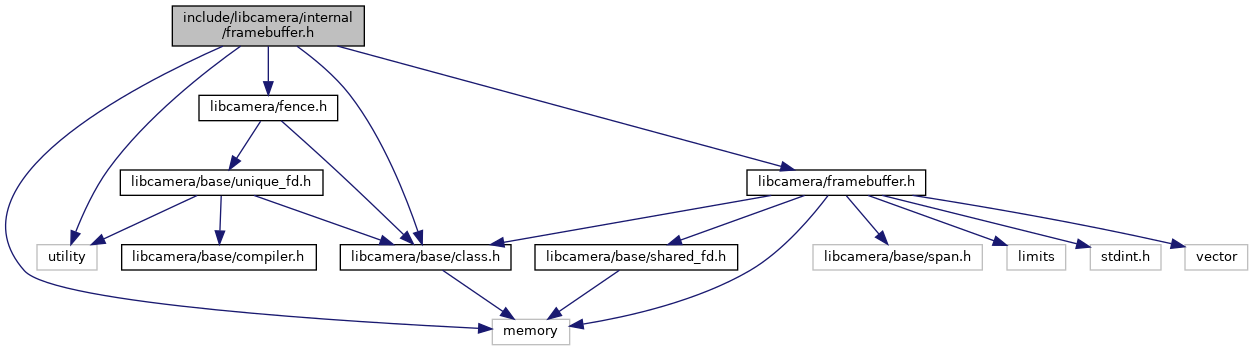 include/libcamera/internal
/framebuffer.h
libcamera/fence.h
libcamera/base/unique_fd.h
libcamera/framebuffer.h
utility
libcamera/base/compiler.h
libcamera/base/class.h
libcamera/base/shared_fd.h
libcamera/base/span.h
limits
stdint.h
vector
memory